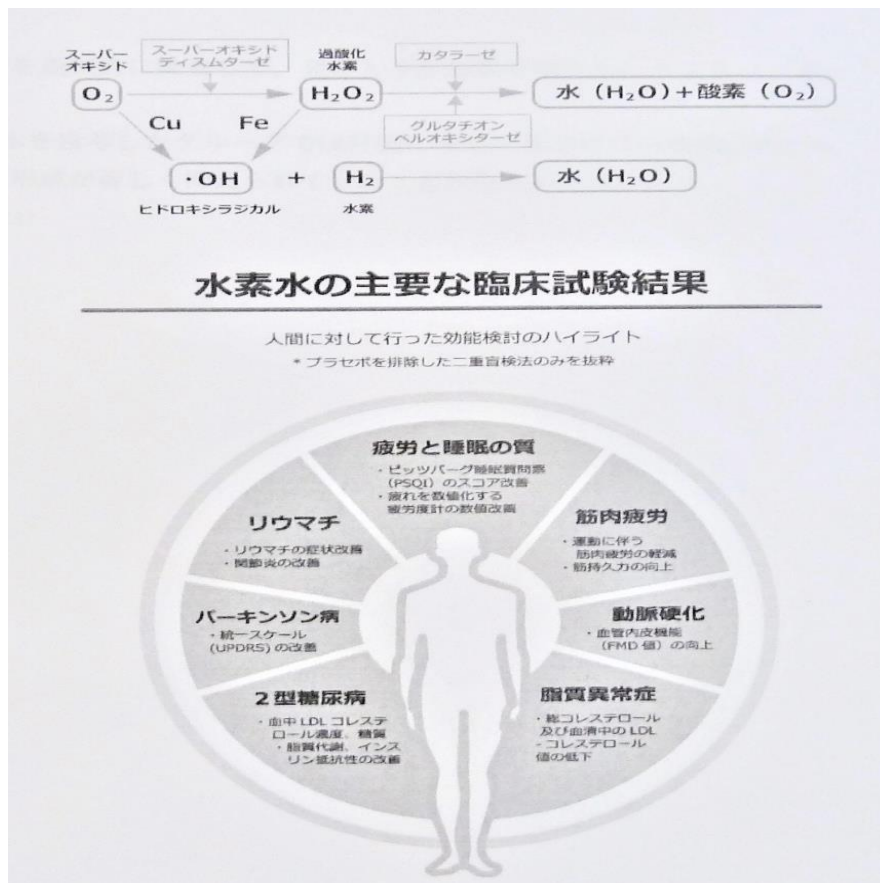 スーパー
オキシド
スーパーオキシド
ディスムターゼ
過酸化
水素
カタラーゼ
O₂
H₂O₂
水（H₂O）+酸素（O₂）
Cu
Fe
グルタチオン
ペルオキシターゼ
・OH + H₂
水（H₂O）
ヒドロキシラジカル
水素
水素水の主要な臨床試験結果
人間に対して行った効能検討のハイライト
* プラセボを排除した二重盲検法のみを抜粋
疲労と睡眠の質
・ピッツバーグ睡眠質問票
（PSQI）のスコア改善
・疲れを数値化する
疲労度計の数値改善
リウマチ
・リウマチの症状改善
・関節炎の改善
筋肉疲労
・運動に伴う
筋肉疲労の軽減
・筋持久力の向上
パーキンソン病
・統一スケール
(UPDRS) の改善
動脈硬化
・血管内皮機能
（FMD 値）の向上
2型糖尿病
・血中 LDL コレステ
ロール濃度、糖質
・脂質代謝、インス
リン抵抗性の改善
脂質異常症
・総コレステロール
及び血清中の LDL
- コレステロール
値の低下